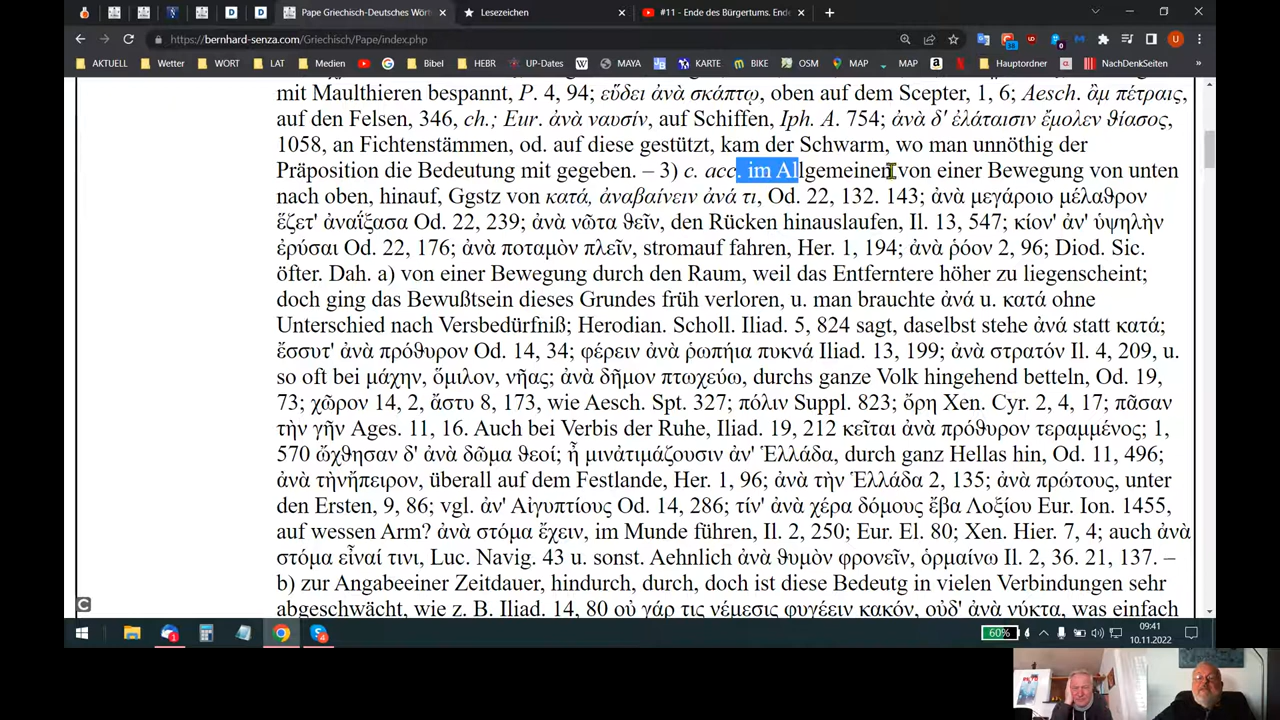 Pape Griechisch-Deutsches Wört
Lesezeichen
#11 - Ende des Bürgertums. Ende
https://bernhard-senza.com/Griechisch/Pape/index.php
AKTUELL Wetter WORT LAT Medien Bibel HEBR UP-Dates MAYA KARTE BIKE OSM MAP MAP Hauptordner NachDenkSeiten
mit Maulthieren bespannt, P. 4, 94; εὕδει ἀνὰ σκάπτῳ, oben auf dem Scepter, 1, 6; Aesch. ἂμ πέτραις,
auf den Felsen, 346, ch.; Eur. ἀνὰ ναυσίν, auf Schiffen, Iph. A. 754; ἀνὰ δ' ἐλάταισιν ἔμολεν ϑίασος,
1058, an Fichtenstämmen, od. auf diese gestützt, kam der Schwarm, wo man unnöthig der
Präposition die Bedeutung mit gegeben. – 3) c. acc. im Allgemeinen von einer Bewegung von unten
nach oben, hinauf, Ggstz von κατά, ἀναβαίνειν ἀνά τι, Od. 22, 132. 143; ἀνὰ μεγάροιο μέλαϑρον
ἕζετ' ἀναΐξασα Od. 22, 239; ἀνὰ νῶτα ϑεῖν, den Rücken hinauslaufen, Il. 13, 547; κίον' ἀν' ὑψηλὴν
ἐρύσαι Od. 22, 176; ἀνὰ ποταμὸν πλεῖν, stromauf fahren, Her. 1, 194; ἀνὰ ῥόον 2, 96; Diod. Sic.
öfter. Dah. a) von einer Bewegung durch den Raum, weil das Entferntere höher zu liegenscheint;
doch ging das Bewußtsein dieses Grundes früh verloren, u. man brauchte ἀνά u. κατά ohne
Unterschied nach Versbedürfniß; Herodian. Scholl. Iliad. 5, 824 sagt, daselbst stehe ἀνά statt κατά;
ἔσσυτ' ἀνὰ πρόϑυρον Od. 14, 34; φέρειν ἀνὰ ῥωπήια πυκνά Iliad. 13, 199; ἀνὰ στρατόν Il. 4, 209, u.
so oft bei μάχην, ὅμιλον, νῆας; ἀνὰ δῆμον πτωχεύω, durchs ganze Volk hingehend betteln, Od. 19,
73; χῶρον 14, 2, ἄστυ 8, 173, wie Aesch. Spt. 327; πόλιν Suppl. 823; ὄρη Xen. Cyr. 2, 4, 17; πᾶσαν
τὴν γῆν Ages. 11, 16. Auch bei Verbis der Ruhe, Iliad. 19, 212 κεῖται ἀνὰ πρόϑυρον τεραμμένος; 1,
570 ὤχϑησαν δ' ἀνὰ δῶμα ϑεοί; ἦ μινἀτιμάζουσιν ἀν' Ἑλλάδα, durch ganz Hellas hin, Od. 11, 496;
ἀνὰ τὴνἤπειρον, überall auf dem Festlande, Her. 1, 96; ἀνὰ τὴν Ἑλλάδα 2, 135; ἀνὰ πρώτους, unter
den Ersten, 9, 86; vgl. ἀν' Αἰγυπτίους Od. 14, 286; τίν' ἀνὰ χέρα δόμους ἔβα Λοξίου Eur. Ion. 1455,
auf wessen Arm? ἀνὰ στόμα ἔχειν, im Munde führen, Il. 2, 250; Eur. El. 80; Xen. Hier. 7, 4; auch ἀνὰ
στόμα εἶναί τινι, Luc. Navig. 43 u. sonst. Aehnlich ἀνὰ ϑυμὸν φρονεῖν, ὁρμαίνω Il. 2, 36. 21, 137. –
b) zur Angabeeiner Zeitdauer, hindurch, durch, doch ist diese Bedeutg in vielen Verbindungen sehr
abgeschwächt, wie z. B. Iliad. 14, 80 οὐ γάρ τις νέμεσις φυγέειν κακόν, οὐδ' ἀνὰ νύκτα, was einfach
60%
09:41
10.11.2022